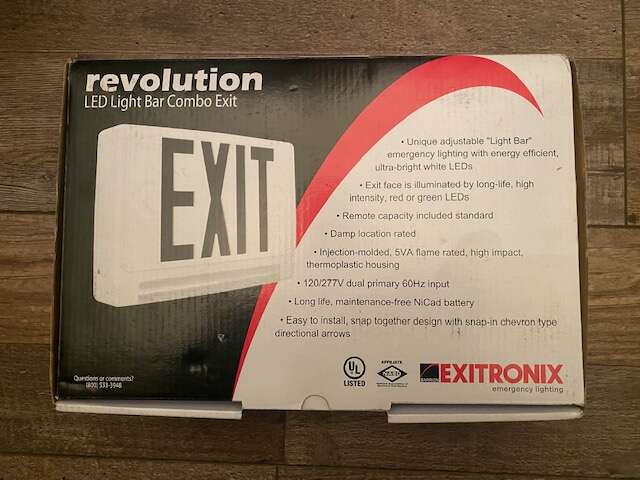 revolution
LED Light Bar Combo Exit
EXIT
• Unique adjustable "Light Bar"
emergency lighting with energy efficient,
ultra-bright white LEDs
• Exit face is illuminated by long-life, high
intensity, red or green LEDs
• Remote capacity included standard
• Damp location rated
• Injection-molded, 5VA flame rated, high impact,
thermoplastic housing
• 120/277V dual primary 60Hz input
• Long life, maintenance-free NiCad battery
• Easy to install, snap together design with snap-in chevron type
directional arrows
Questions or comments?
(800) 533-3948
UL
LISTED
AFFILIATE
BARRON
EXITRONIX
emergency lighting